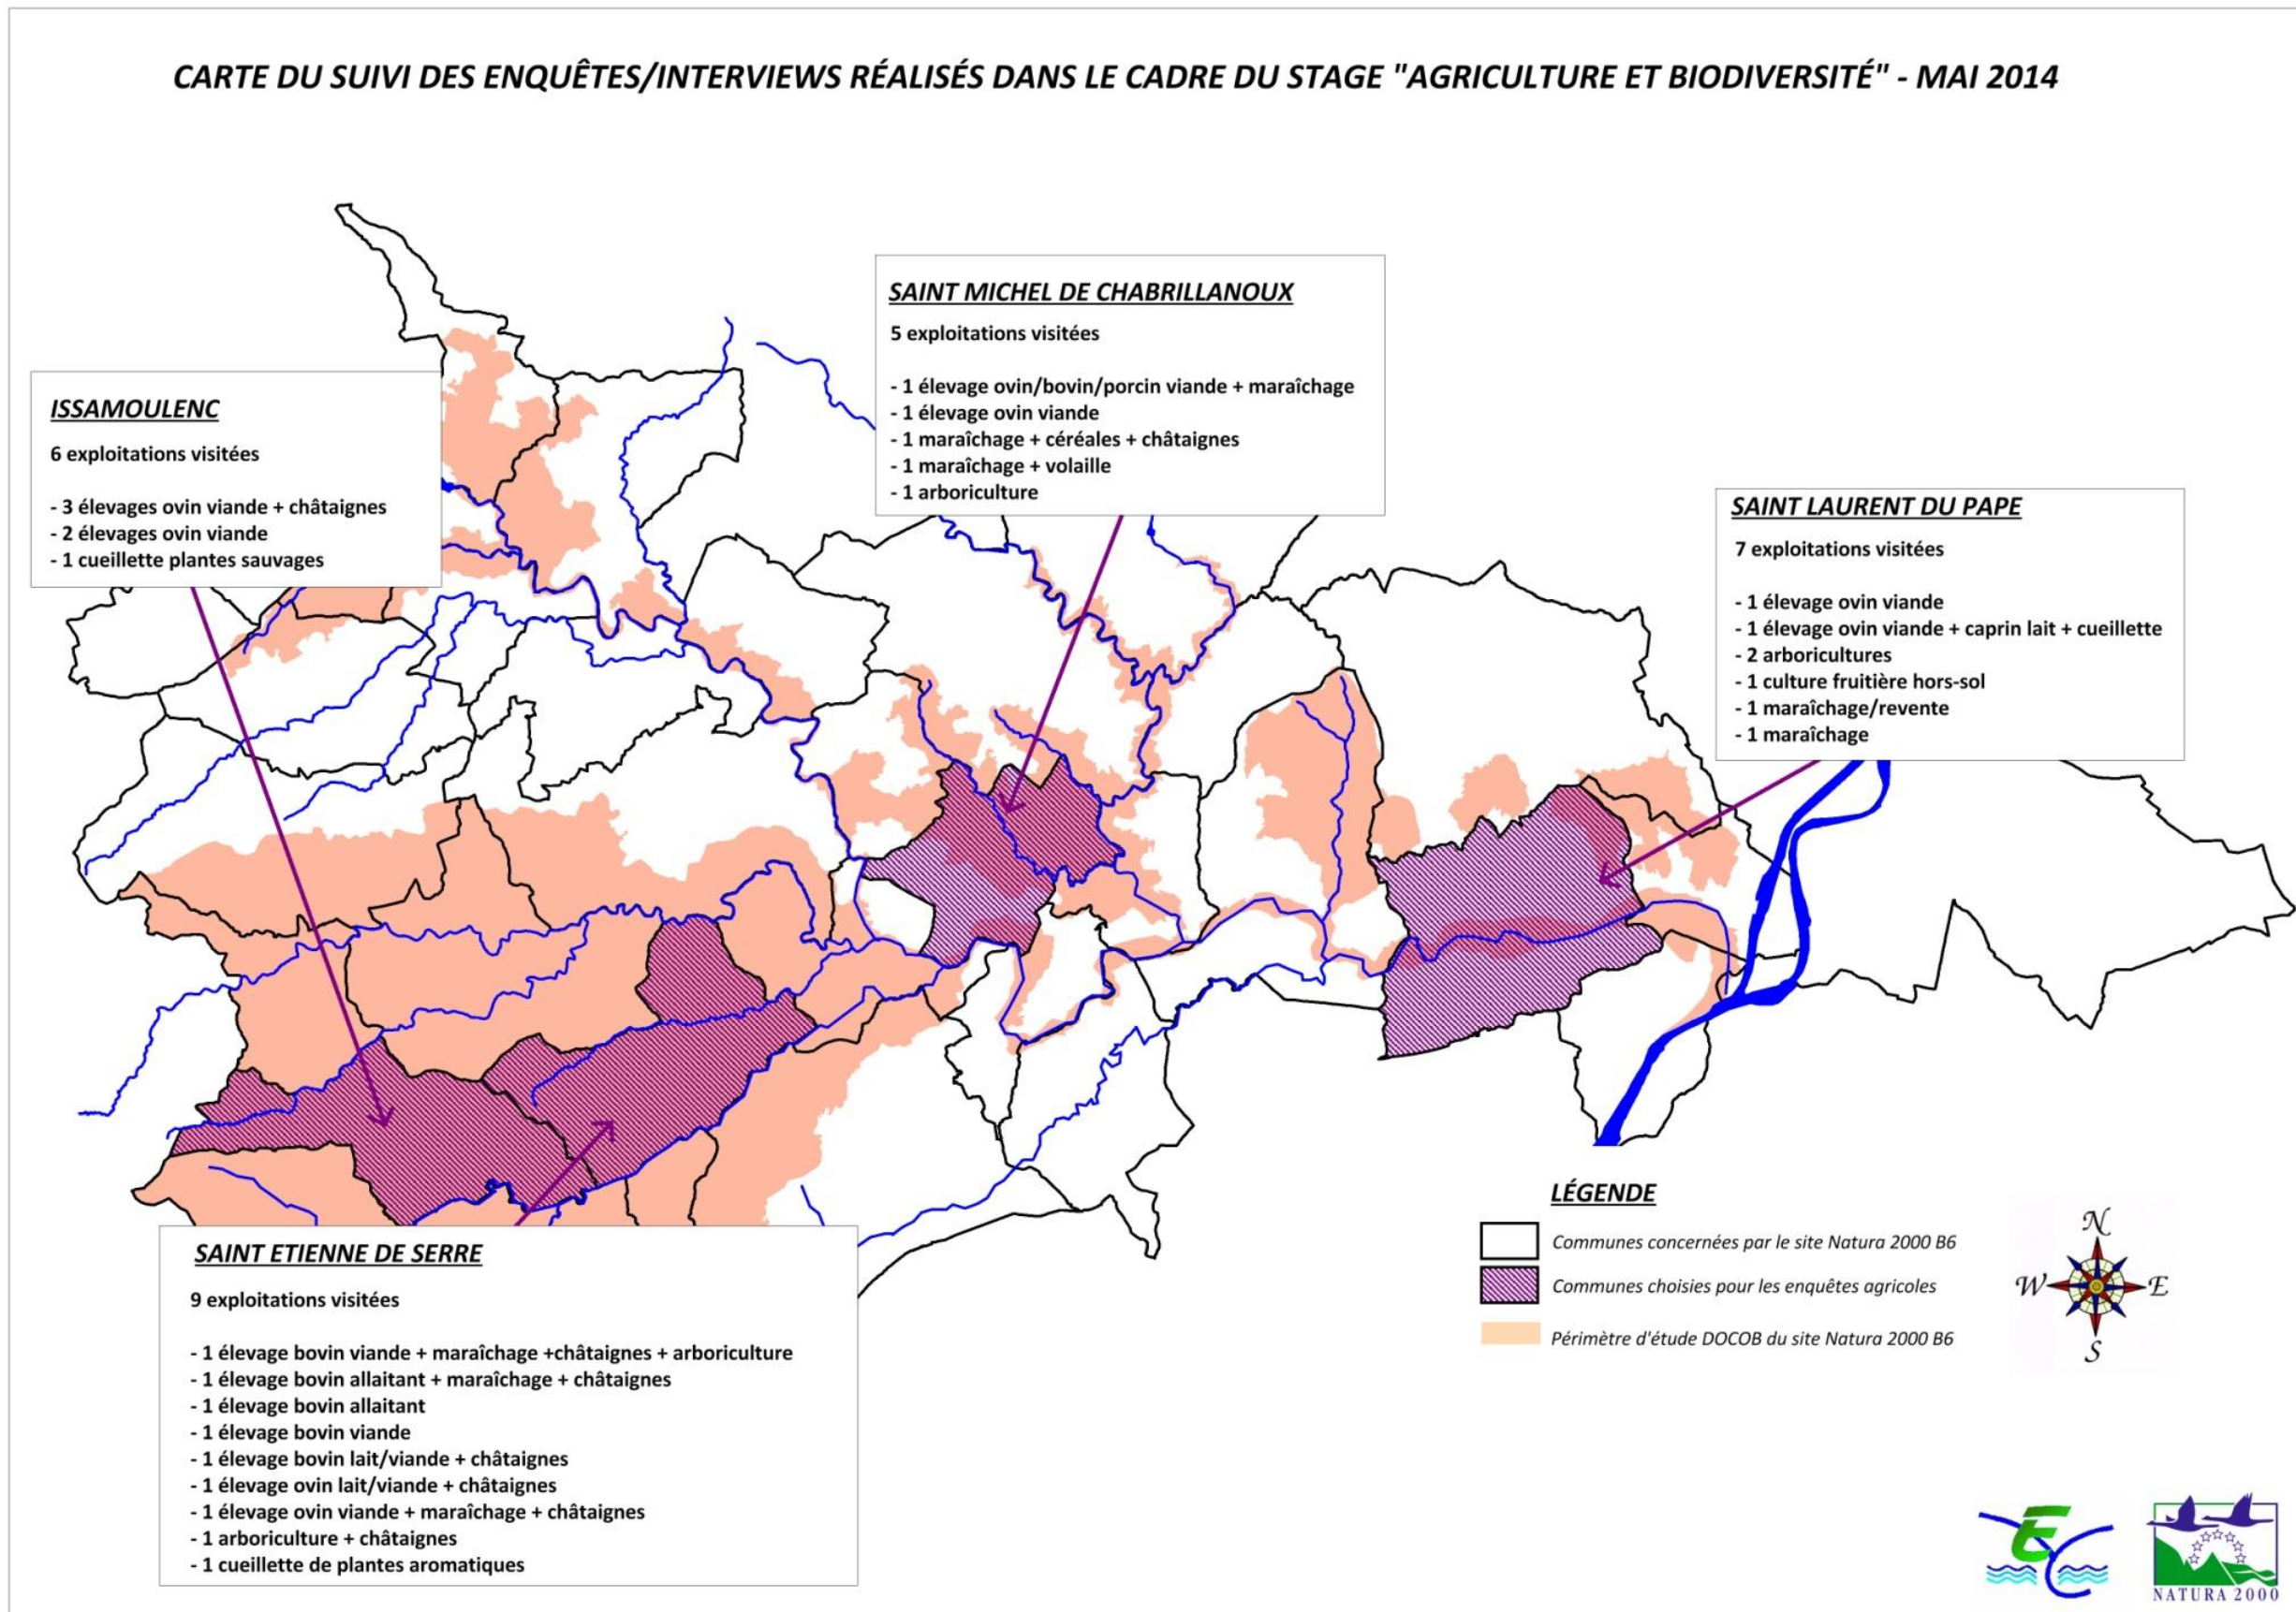 CARTE DU SUIVI DES ENQUÊTES/INTERVIEWS RÉALISÉS DANS LE CADRE DU STAGE "AGRICULTURE ET BIODIVERSITÉ" - MAI 2014
ISSAMOULENC
6 exploitations visitées
- 3 élevages ovin viande + châtaignes
- 2 élevages ovin viande
- 1 cueillette plantes sauvages
SAINT MICHEL DE CHABRILLANOUX
5 exploitations visitées
- 1 élevage ovin/bovin/porcin viande + maraîchage
- 1 élevage ovin viande
- 1 maraîchage + céréales + châtaignes
- 1 maraîchage + volaille
- 1 arboriculture
SAINT LAURENT DU PAPE
7 exploitations visitées
- 1 élevage ovin viande
- 1 élevage ovin viande + caprin lait + cueillette
- 2 arboricultures
- 1 culture fruitière hors-sol
- 1 maraîchage/revente
- 1 maraîchage
SAINT ETIENNE DE SERRE
9 exploitations visitées
- 1 élevage bovin viande + maraîchage +châtaignes + arboriculture
- 1 élevage bovin allaitant + maraîchage + châtaignes
- 1 élevage bovin allaitant
- 1 élevage bovin viande
- 1 élevage bovin lait/viande + châtaignes
- 1 élevage ovin lait/viande + châtaignes
- 1 élevage ovin viande + maraîchage + châtaignes
- 1 arboriculture + châtaignes
- 1 cueillette de plantes aromatiques
LÉGENDE
Communes concernées par le site Natura 2000 B6
Communes choisies pour les enquêtes agricoles
Périmètre d'étude DOCOB du site Natura 2000 B6
N
W E
S
E
C
NATURA 2000